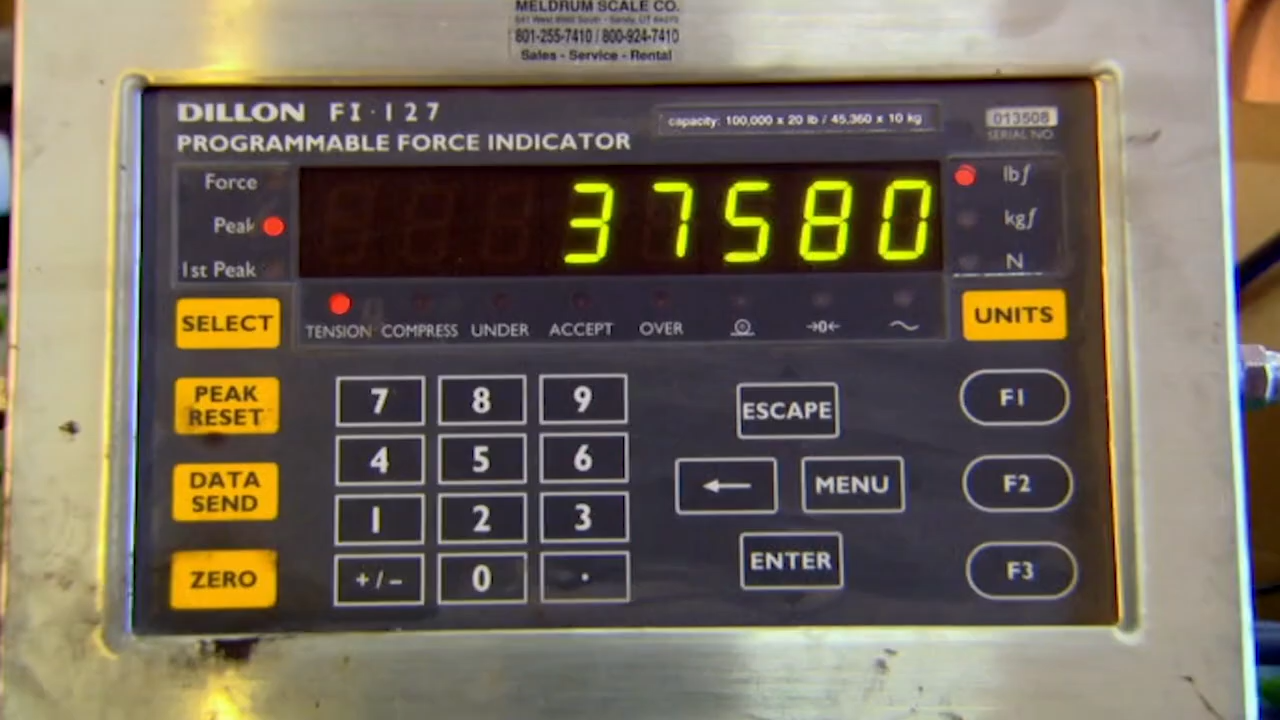 MELDRUM SCALE CO.
801-255-7410 / 800-924-7410
Sales - Service - Rental
DILLON FI-127
capacity: 100,000 x 20 lb / 45,360 x 10 kg
013508
SERIAL NO.
PROGRAMMABLE FORCE INDICATOR
Force
Peak
1st Peak
37580
lbf
kgf
N
TENSION COMPRESS UNDER ACCEPT OVER →0←
SELECT
UNITS
PEAK RESET
DATA SEND
ZERO
7 8 9
4 5 6
1 2 3
+/- 0 .
ESCAPE
← MENU
ENTER
F1
F2
F3